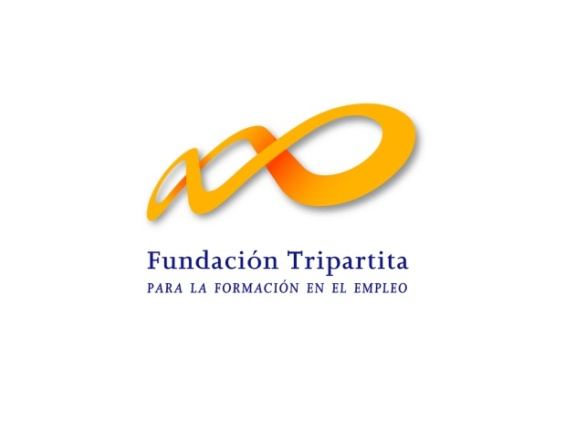 Fundación Tripartita
PARA LA FORMACIÓN EN EL EMPLEO